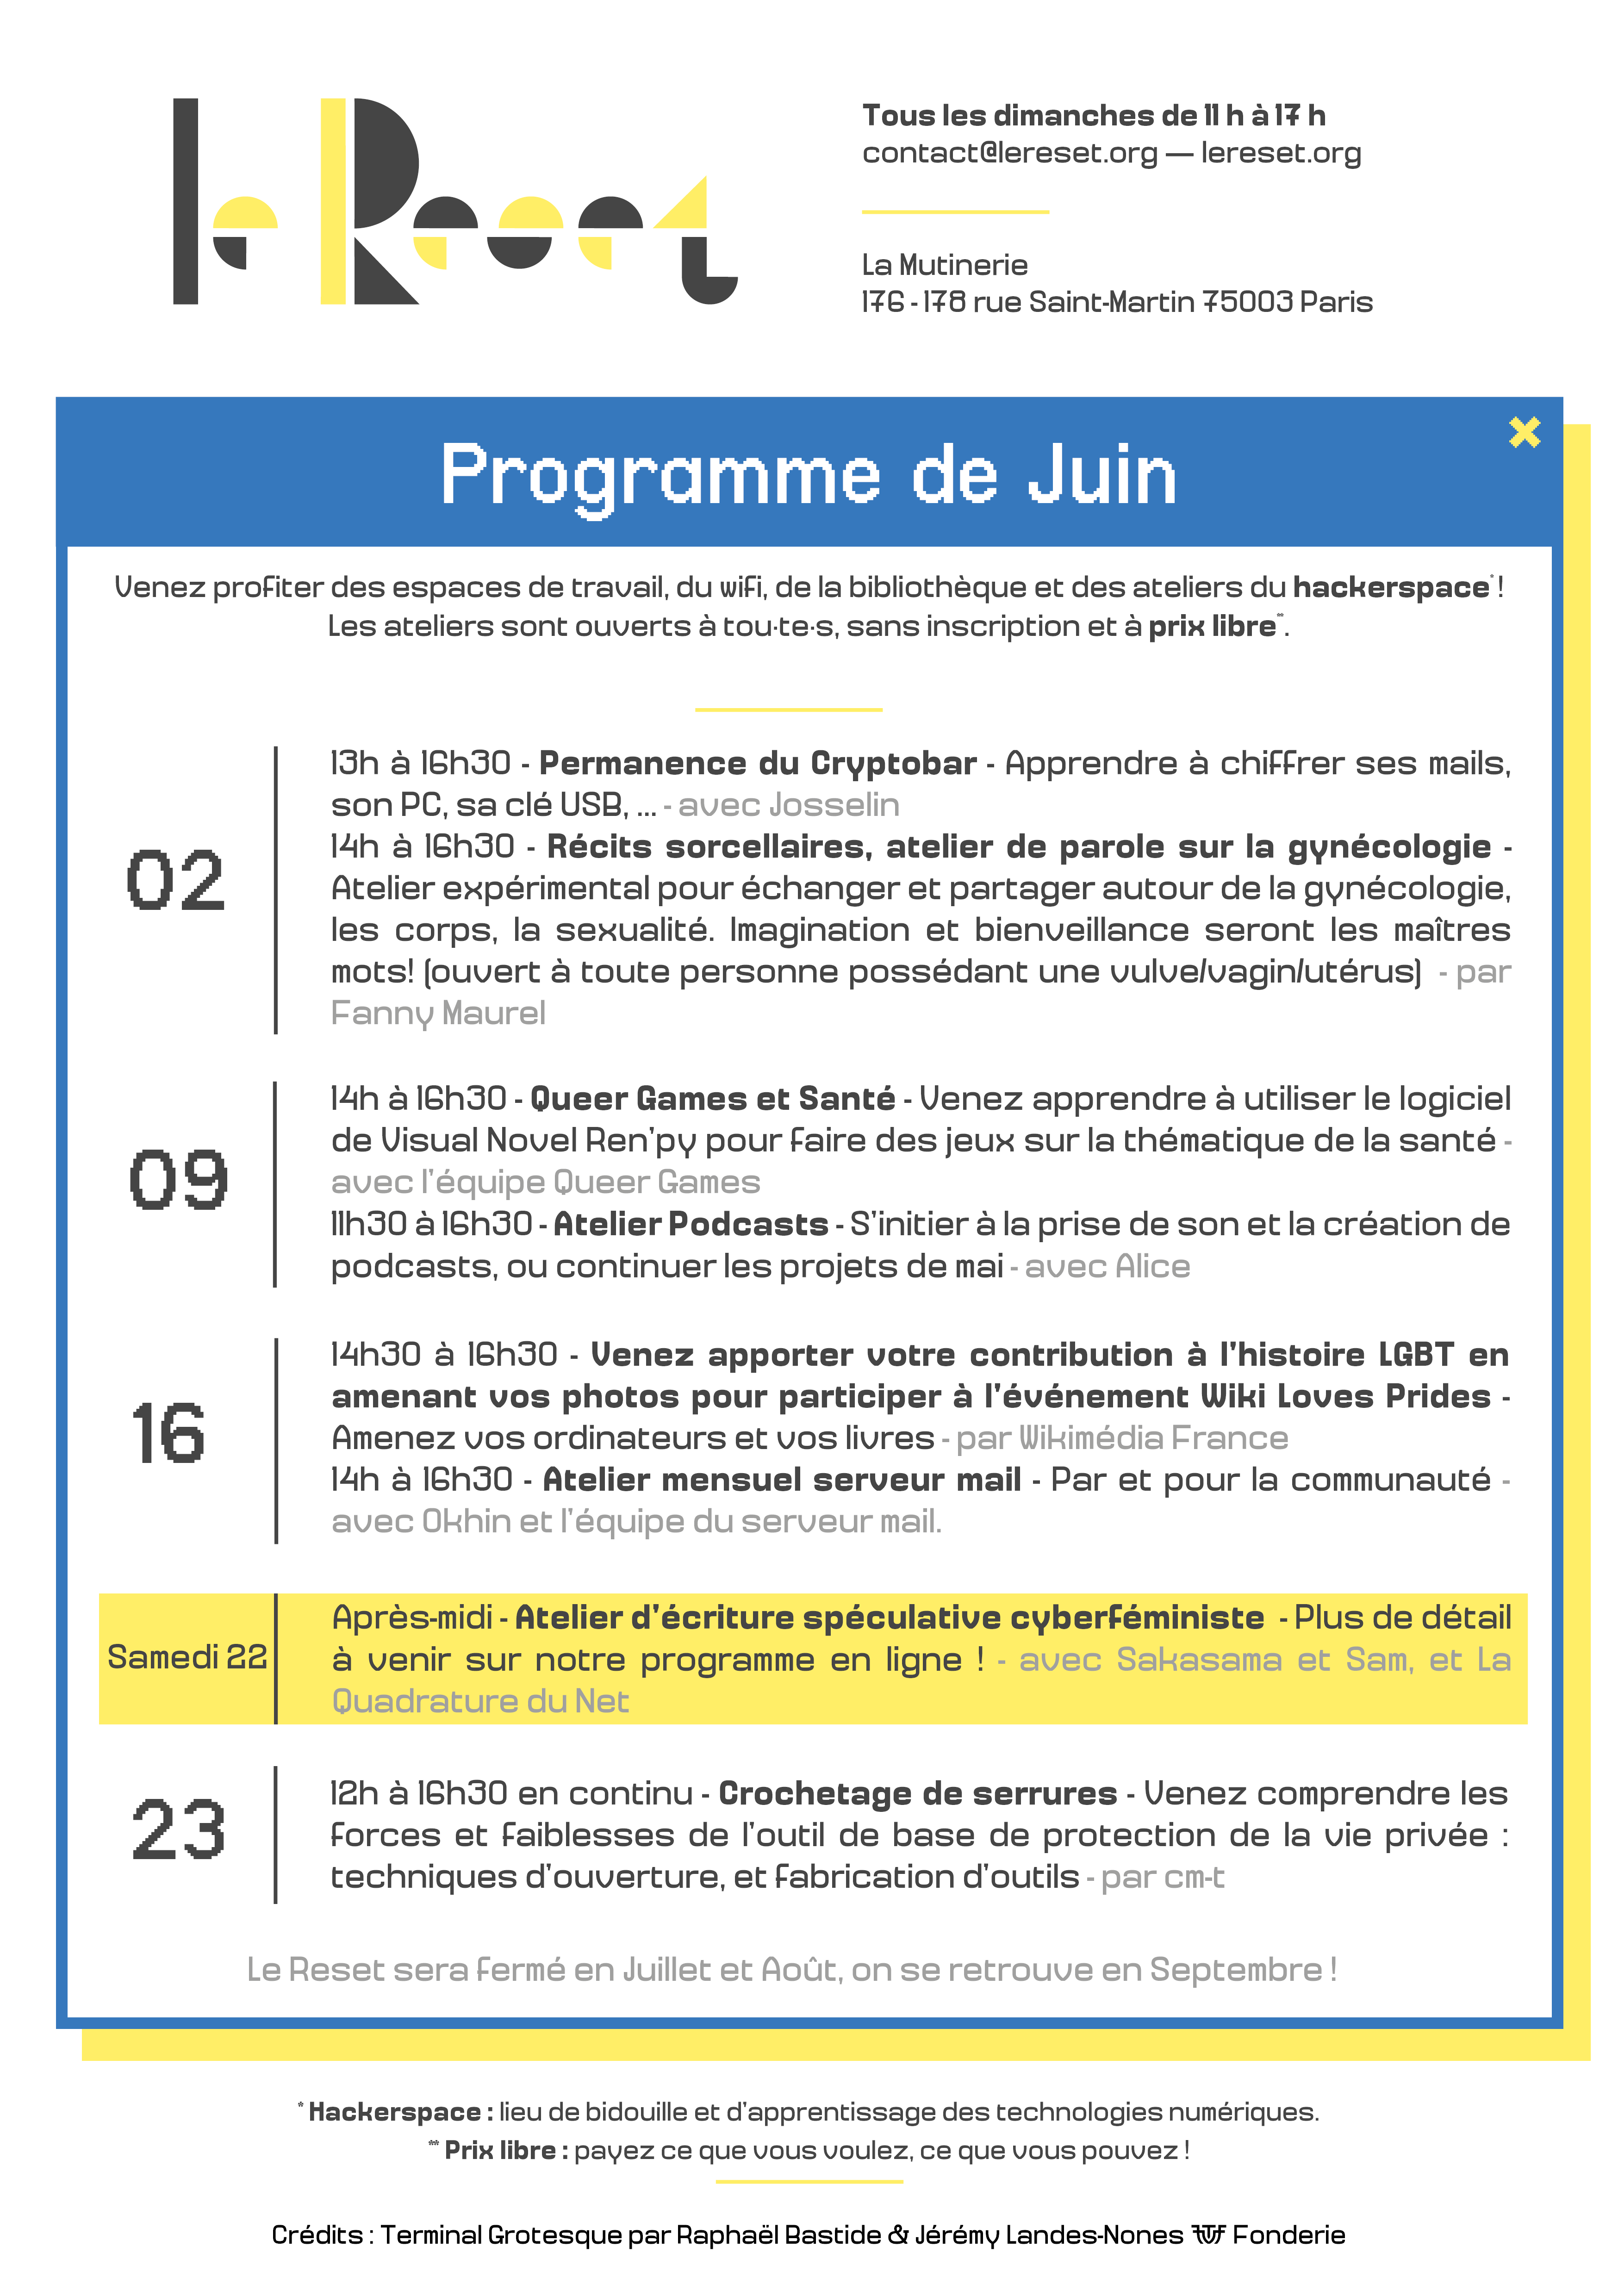 le Reset
Tous les dimanches de 11 h à 17 h
contact@lereset.org — lereset.org
La Mutinerie
176 - 178 rue Saint-Martin 75003 Paris
Programme de Juin
Venez profiter des espaces de travail, du wifi, de la bibliothèque et des ateliers du hackerspace* !
Les ateliers sont ouverts à tou·te·s, sans inscription et à prix libre**.
02
13h à 16h30 - Permanence du Cryptobar - Apprendre à chiffrer ses mails,
son PC, sa clé USB, ... - avec Josselin
14h à 16h30 - Récits sorcellaires, atelier de parole sur la gynécologie -
Atelier expérimental pour échanger et partager autour de la gynécologie,
les corps, la sexualité. Imagination et bienveillance seront les maîtres
mots! (ouvert à toute personne possédant une vulve/vagin/utérus) - par
Fanny Maurel
09
14h à 16h30 - Queer Games et Santé - Venez apprendre à utiliser le logiciel
de Visual Novel Ren'py pour faire des jeux sur la thématique de la santé -
avec l'équipe Queer Games
11h30 à 16h30 - Atelier Podcasts - S'initier à la prise de son et la création de
podcasts, ou continuer les projets de mai - avec Alice
16
14h30 à 16h30 - Venez apporter votre contribution à l'histoire LGBT en
amenant vos photos pour participer à l'événement Wiki Loves Prides -
Amenez vos ordinateurs et vos livres - par Wikimédia France
14h à 16h30 - Atelier mensuel serveur mail - Par et pour la communauté -
avec Okhin et l'équipe du serveur mail.
Samedi 22
Après-midi - Atelier d'écriture spéculative cyberféministe - Plus de détail
à venir sur notre programme en ligne ! - avec Sakasama et Sam, et La
Quadrature du Net
23
12h à 16h30 en continu - Crochetage de serrures - Venez comprendre les
forces et faiblesses de l'outil de base de protection de la vie privée :
techniques d'ouverture, et fabrication d'outils - par cm-t
Le Reset sera fermé en Juillet et Août, on se retrouve en Septembre !
* Hackerspace : lieu de bidouille et d'apprentissage des technologies numériques.
** Prix libre : payez ce que vous voulez, ce que vous pouvez !
Crédits : Terminal Grotesque par Raphaël Bastide & Jérémy Landes-Nones WTF Fonderie